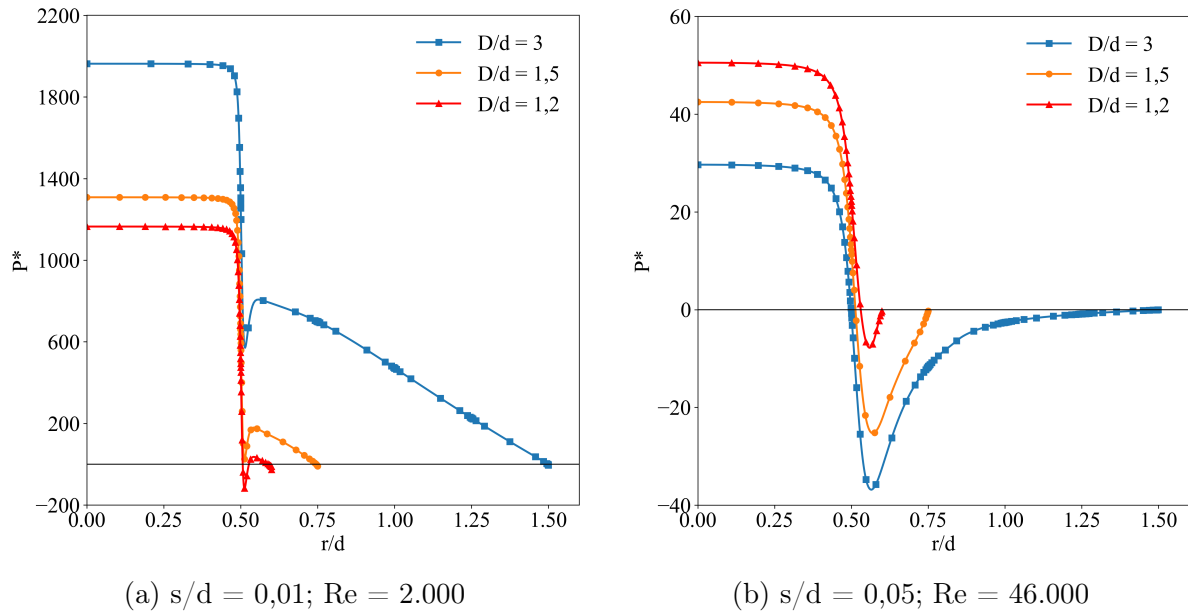 2200
1800
1400
1000
600
200
−200
P*
0.00 0.25 0.50 0.75 1.00 1.25 1.50
r/d
D/d = 3
D/d = 1,5
D/d = 1,2
(a) s/d = 0,01; Re = 2.000
60
40
20
0
−20
−40
P*
0.00 0.25 0.50 0.75 1.00 1.25 1.50
r/d
D/d = 3
D/d = 1,5
D/d = 1,2
(b) s/d = 0,05; Re = 46.000